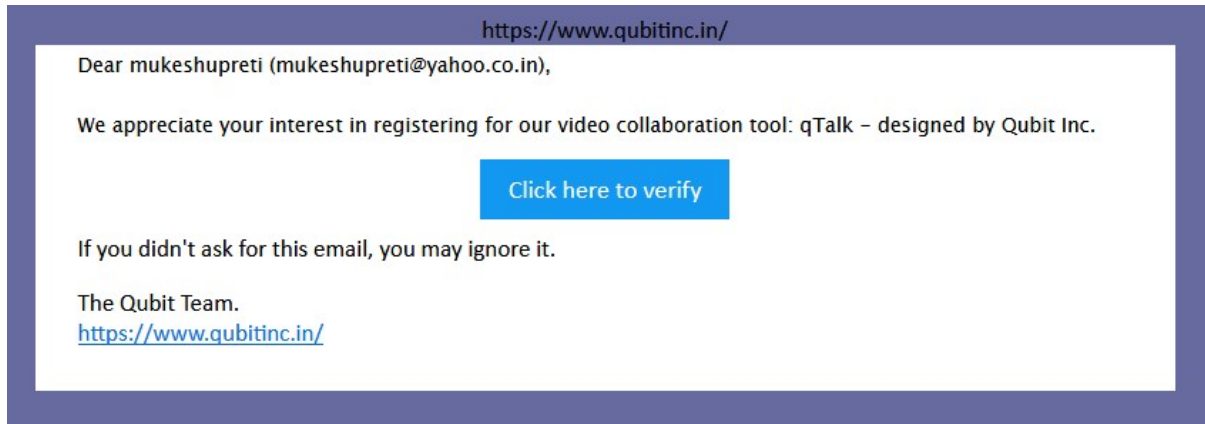 https://www.qubitinc.in/
Dear mukeshupreti (mukeshupreti@yahoo.co.in),
We appreciate your interest in registering for our video collaboration tool: qTalk – designed by Qubit Inc.
Click here to verify
If you didn't ask for this email, you may ignore it.
The Qubit Team.
https://www.qubitinc.in/